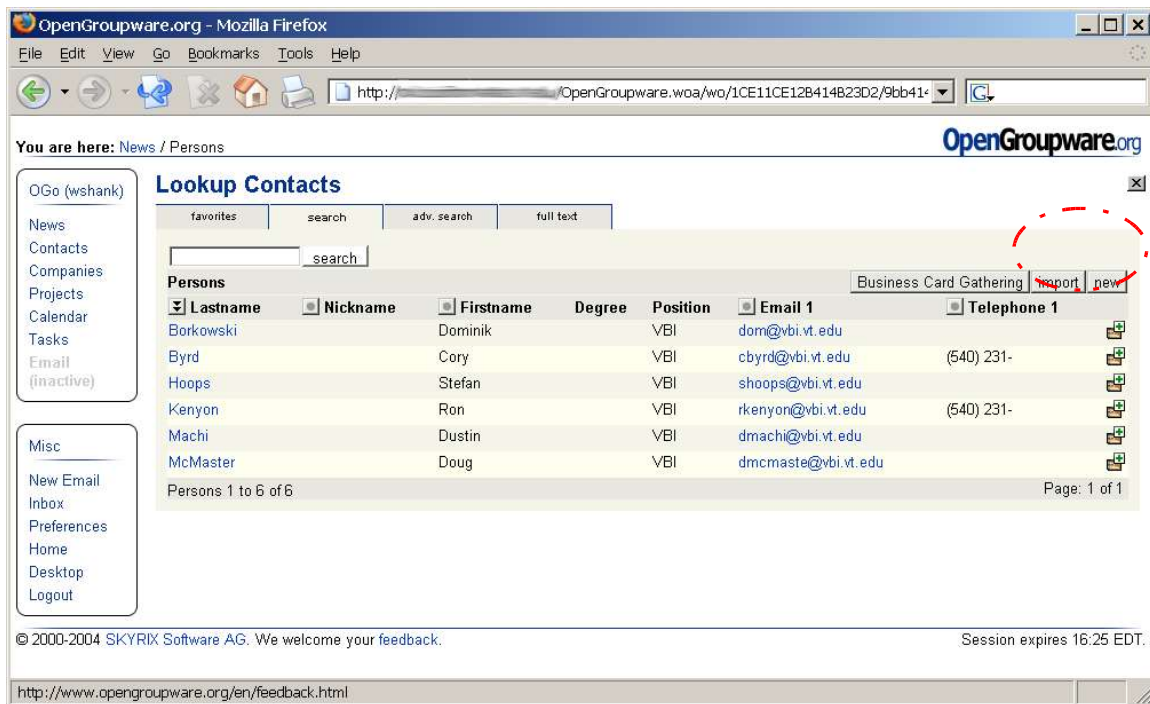 OpenGroupware.org - Mozilla Firefox
File Edit View Go Bookmarks Tools Help
http:// /OpenGroupware.woa/wo/1CE11CE12B414B23D2/9bb414 G
You are here: News / Persons
OpenGroupware.org
OGo (wshank)
News
Contacts
Companies
Projects
Calendar
Tasks
Email
(inactive)
Misc
New Email
Inbox
Preferences
Home
Desktop
Logout
Lookup Contacts
favorites search adv. search full text
search
Persons Business Card Gathering import new
Lastname Nickname Firstname Degree Position Email 1 Telephone 1
Borkowski Dominik VBI dom@vbi.vt.edu
Byrd Cory VBI cbyrd@vbi.vt.edu (540) 231-
Hoops Stefan VBI shoops@vbi.vt.edu
Kenyon Ron VBI rkenyon@vbi.vt.edu (540) 231-
Machi Dustin VBI dmachi@vbi.vt.edu
McMaster Doug VBI dmcmaste@vbi.vt.edu
Persons 1 to 6 of 6 Page: 1 of 1
© 2000-2004 SKYRIX Software AG. We welcome your feedback. Session expires 16:25 EDT.
http://www.opengroupware.org/en/feedback.html